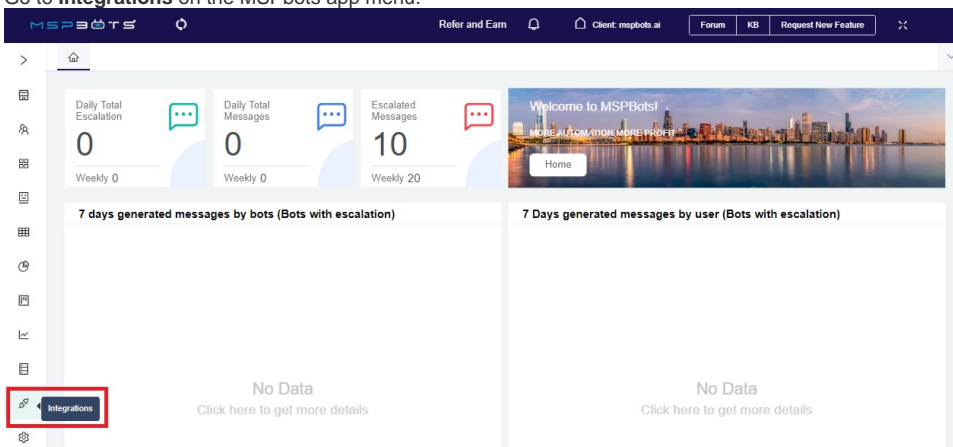 Go to Integrations on the MSPbots app menu.
MSPBOTS
Refer and Earn
Client: mspbots.ai
Forum
KB
Request New Feature
Daily Total
Escalation
0
Weekly 0
Daily Total
Messages
0
Weekly 0
Escalated
Messages
10
Weekly 20
Welcome to MSPBots!
MORE AUTOMATION,MORE PROFIT
Home
7 days generated messages by bots (Bots with escalation)
No Data
Click here to get more details
7 Days generated messages by user (Bots with escalation)
No Data
Click here to get more details
Integrations